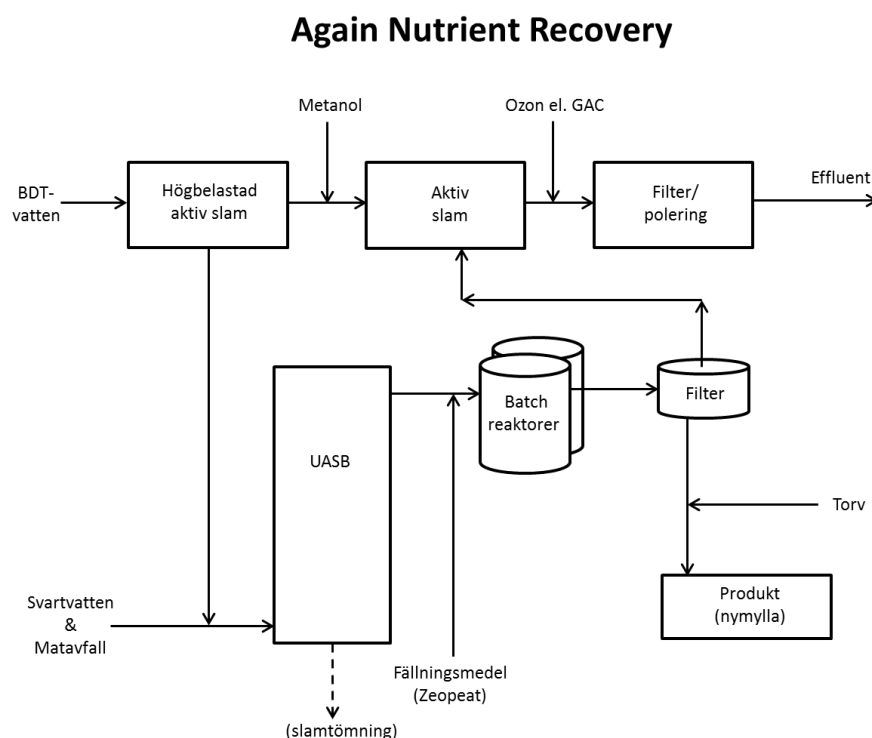 Again Nutrient Recovery
Metanol
Ozon el. GAC
BDT-
vatten
Högbelastad
aktiv slam
Aktiv
slam
Filter/
polering
Effluent
UASB
Batch
reaktorer
Filter
Torv
Svartvatten
&
Matavfall
Produkt
(nymylla)
Fällningsmedel
(Zeopeat)
(slamtömning)